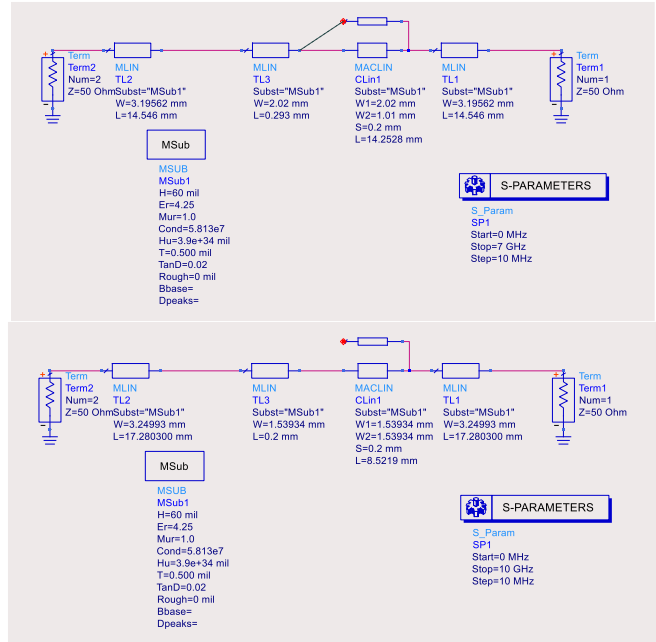 Term
Term2
Num=2
Z=50 Ohm
MLIN
TL2
Subst="MSub1"
W=3.19562 mm
L=14.546 mm
MLIN
TL3
Subst="MSub1"
W=2.02 mm
L=0.293 mm
MACLIN
CLin1
Subst="MSub1"
W1=2.02 mm
W2=1.01 mm
S=0.2 mm
L=14.2528 mm
MLIN
TL1
Subst="MSub1"
W=3.19562 mm
L=14.546 mm
Term
Term1
Num=1
Z=50 Ohm
MSub
MSUB
MSub1
H=60 mil
Er=4.25
Mur=1.0
Cond=5.813e7
Hu=3.9e+34 mil
T=0.500 mil
TanD=0.02
Rough=0 mil
Bbase=
Dpeaks=
S-PARAMETERS
S_Param
SP1
Start=0 MHz
Stop=7 GHz
Step=10 MHz
Term
Term2
Num=2
Z=50 Ohm
MLIN
TL2
Subst="MSub1"
W=3.24993 mm
L=17.280300 mm
MLIN
TL3
Subst="MSub1"
W=1.53934 mm
L=0.2 mm
MACLIN
CLin1
Subst="MSub1"
W1=1.53934 mm
W2=1.53934 mm
S=0.2 mm
L=8.5219 mm
MLIN
TL1
Subst="MSub1"
W=3.24993 mm
L=17.280300 mm
Term
Term1
Num=1
Z=50 Ohm
MSub
MSUB
MSub1
H=60 mil
Er=4.25
Mur=1.0
Cond=5.813e7
Hu=3.9e+34 mil
T=0.500 mil
TanD=0.02
Rough=0 mil
Bbase=
Dpeaks=
S-PARAMETERS
S_Param
SP1
Start=0 MHz
Stop=10 GHz
Step=10 MHz